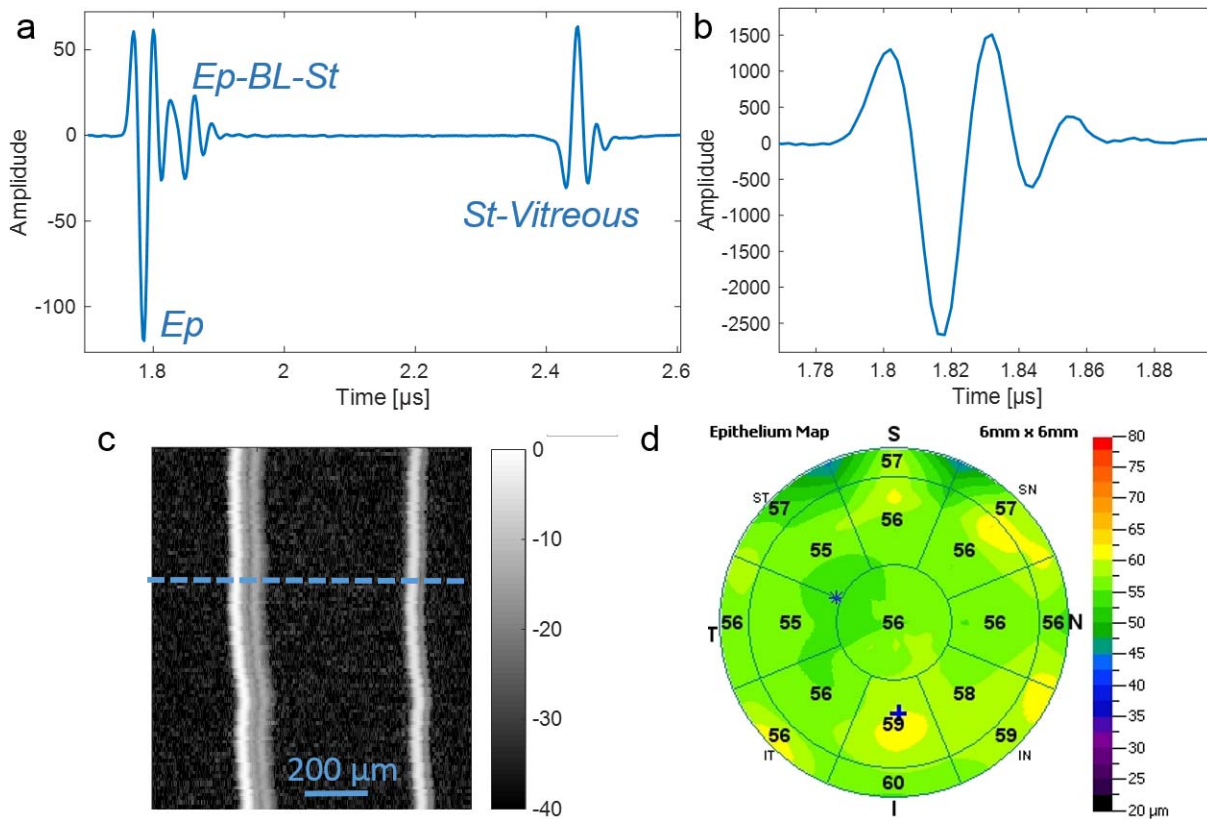 a
50
0
-50
-100
Amplidude
Ep-BL-St
St-Vitreous
Ep
1.8
2
2.2
2.4
2.6
Time [µs]
b
1500
1000
500
0
-500
-1000
-1500
-2000
-2500
Amplidude
1.78
1.8
1.82
1.84
1.86
1.88
Time [µs]
c
0
-10
-20
-30
-40
200 µm
d
Epithelium Map
S
6mm x 6mm
57
ST
SN
57
57
56
55
56
T
56
55
56
56
56
N
56
58
59
56
59
IT
IN
60
I
80
75
70
65
60
55
50
45
40
35
30
25
20 µm